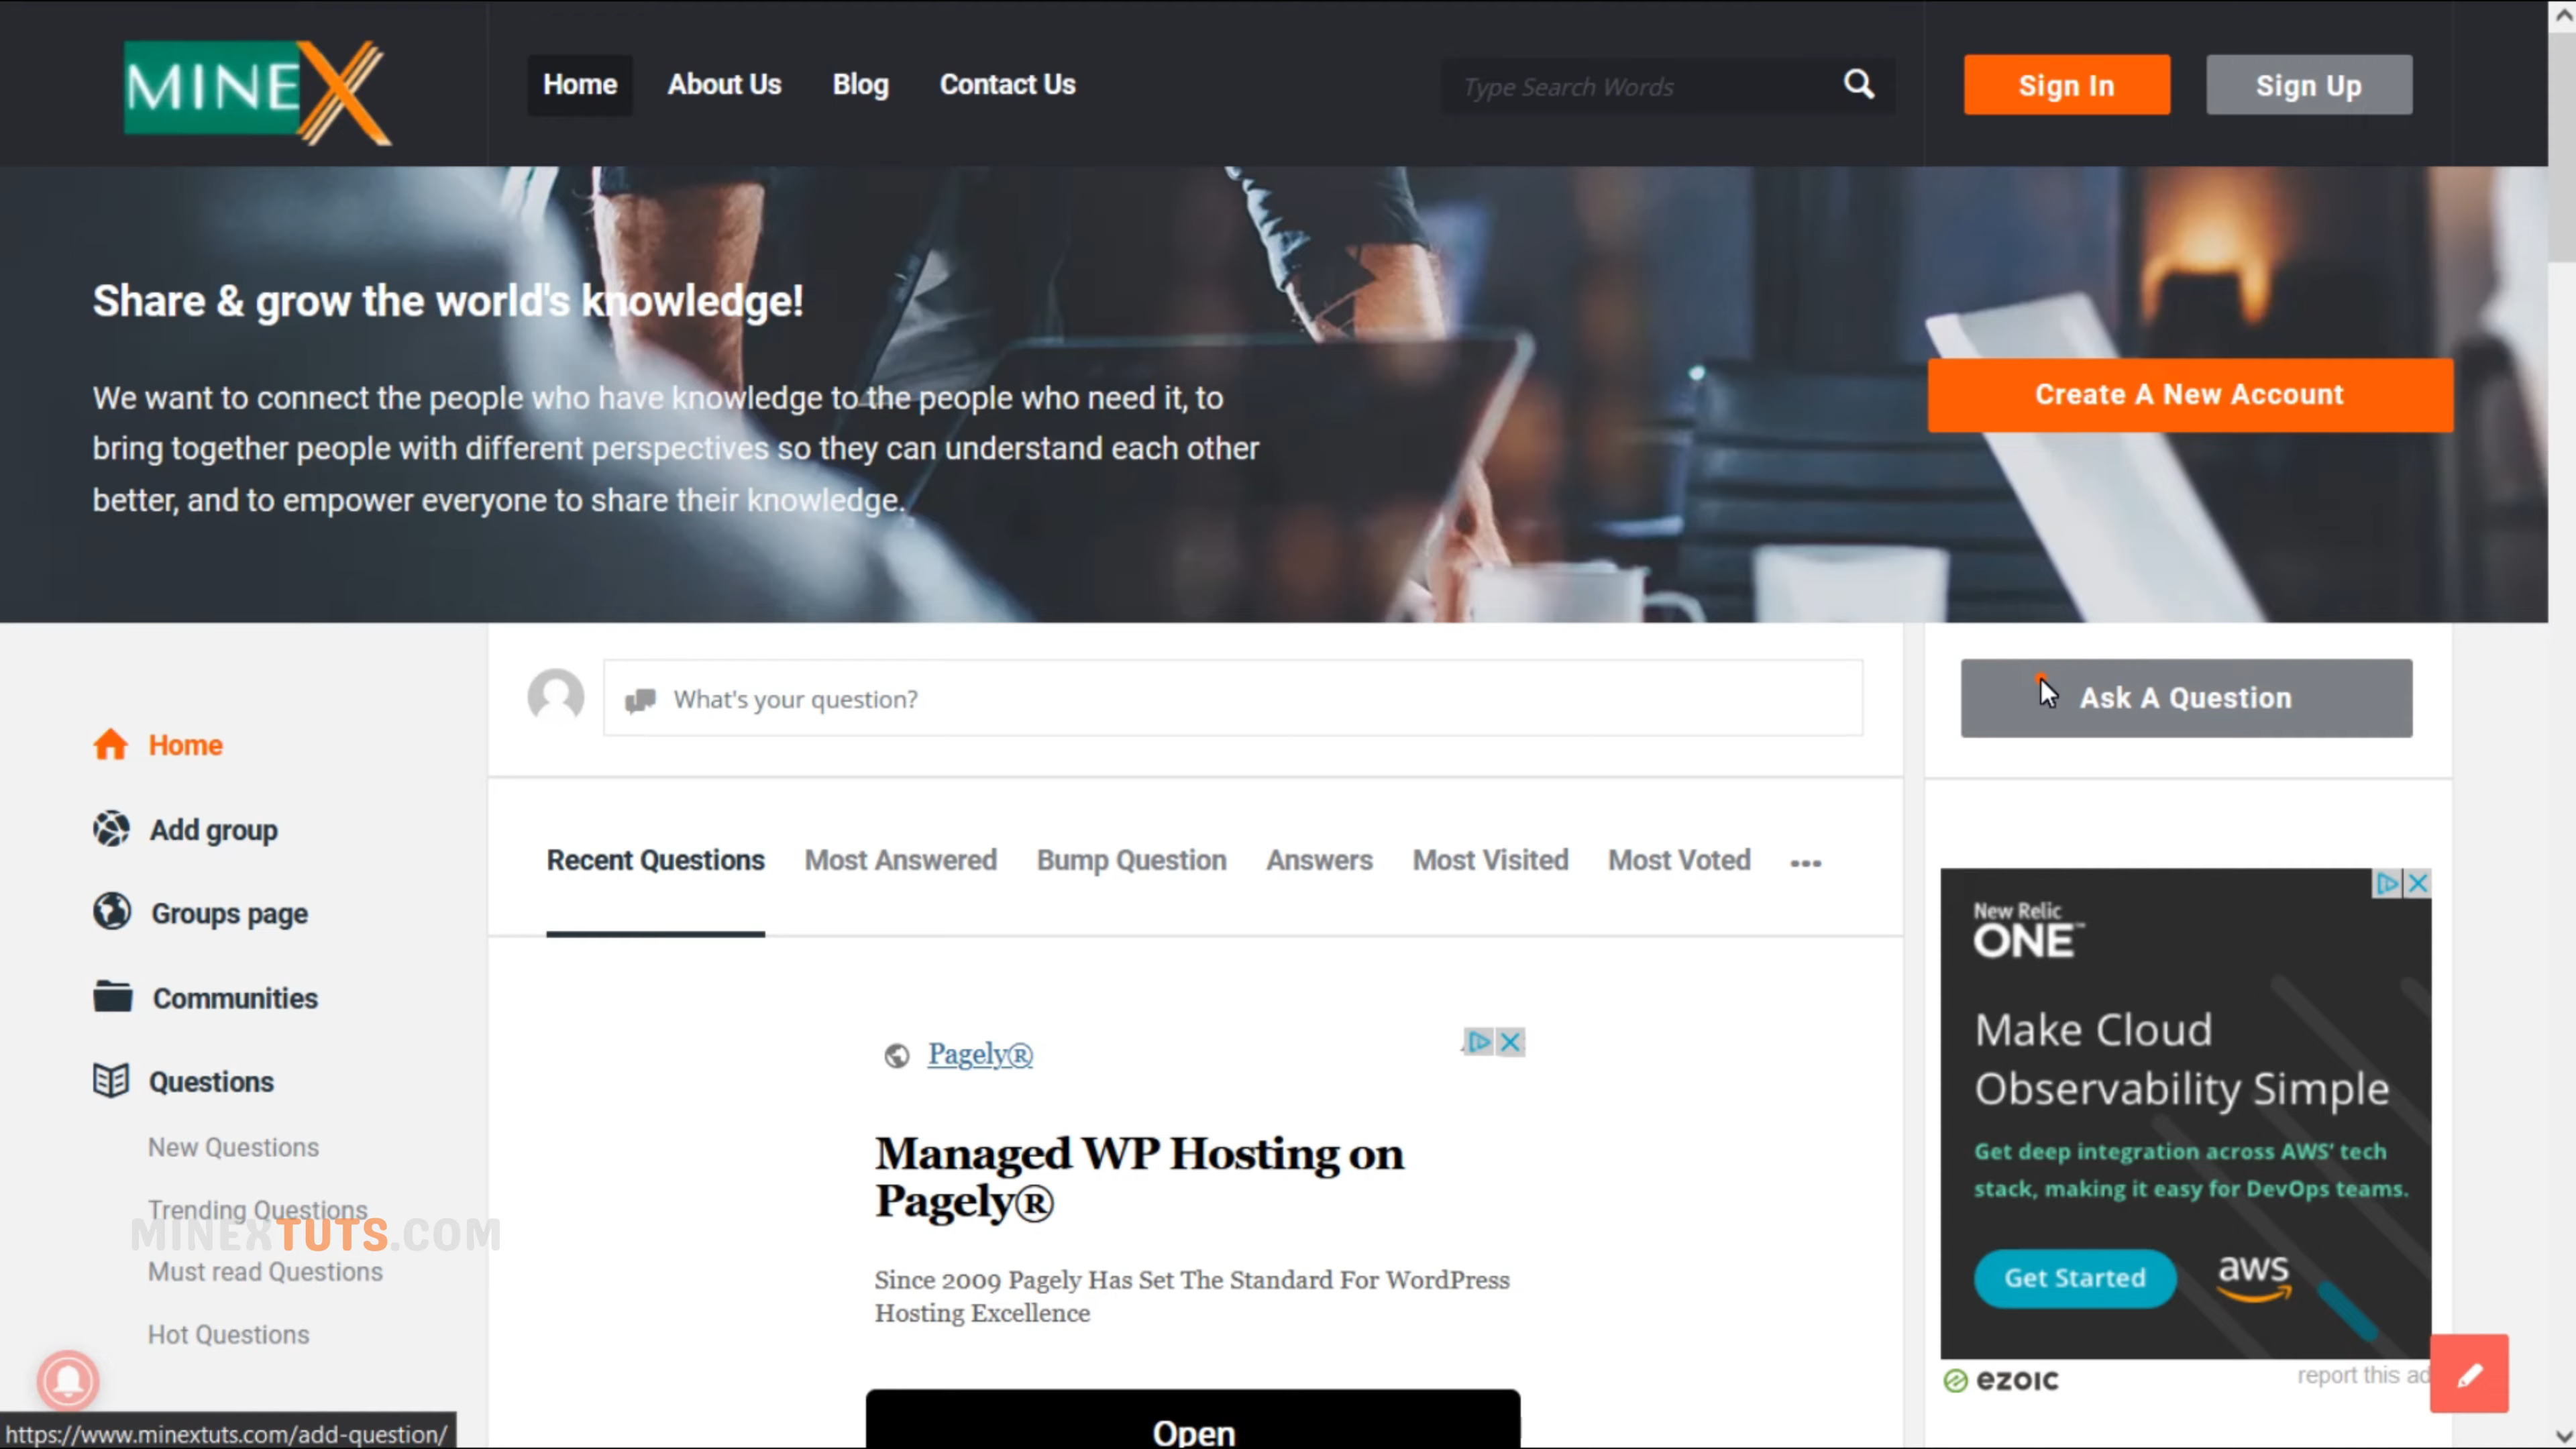 MINEX
Home About Us Blog Contact Us
Type Search Words
Sign In
Sign Up
Share & grow the world's knowledge!
We want to connect the people who have knowledge to the people who need it, to
bring together people with different perspectives so they can understand each other
better, and to empower everyone to share their knowledge.
Create A New Account
What's your question?
Ask A Question
Home
Add group
Groups page
Communities
Questions
New Questions
Trending Questions
MINEXTUTS.COM
Must read Questions
Hot Questions
Recent Questions Most Answered Bump Question Answers Most Visited Most Voted •••
Pagely®
Managed WP Hosting on
Pagely®
Since 2009 Pagely Has Set The Standard For WordPress
Hosting Excellence
Open
New Relic
ONE™
Make Cloud
Observability Simple
Get deep integration across AWS' tech
stack, making it easy for DevOps teams.
Get Started
aws
ezoic
report this ad
https://www.minextuts.com/add-question/